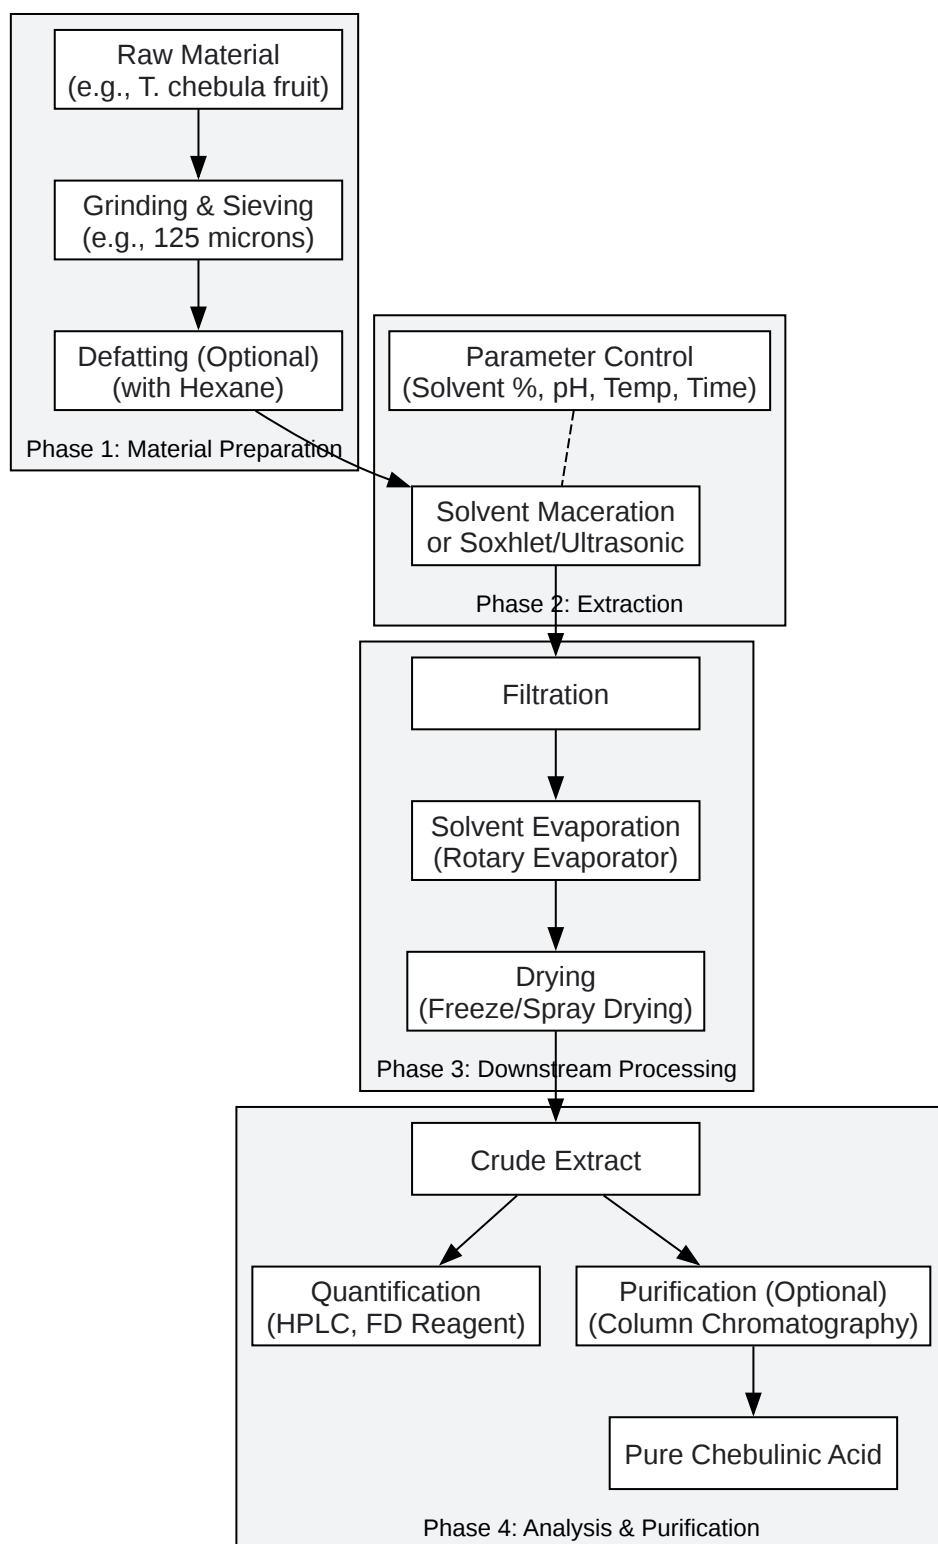 Raw Material
(e.g., T. chebula fruit)
Grinding & Sieving
(e.g., 125 microns)
Defatting (Optional)
(with Hexane)
Phase 1: Material Preparation
Parameter Control
(Solvent %, pH, Temp, Time)
Solvent Maceration
or Soxhlet/Ultrasonic
Phase 2: Extraction
Filtration
Solvent Evaporation
(Rotary Evaporator)
Drying
(Freeze/Spray Drying)
Phase 3: Downstream Processing
Crude Extract
Quantification
(HPLC, FD Reagent)
Purification (Optional)
(Column Chromatography)
Pure Chebulinic Acid
Phase 4: Analysis & Purification